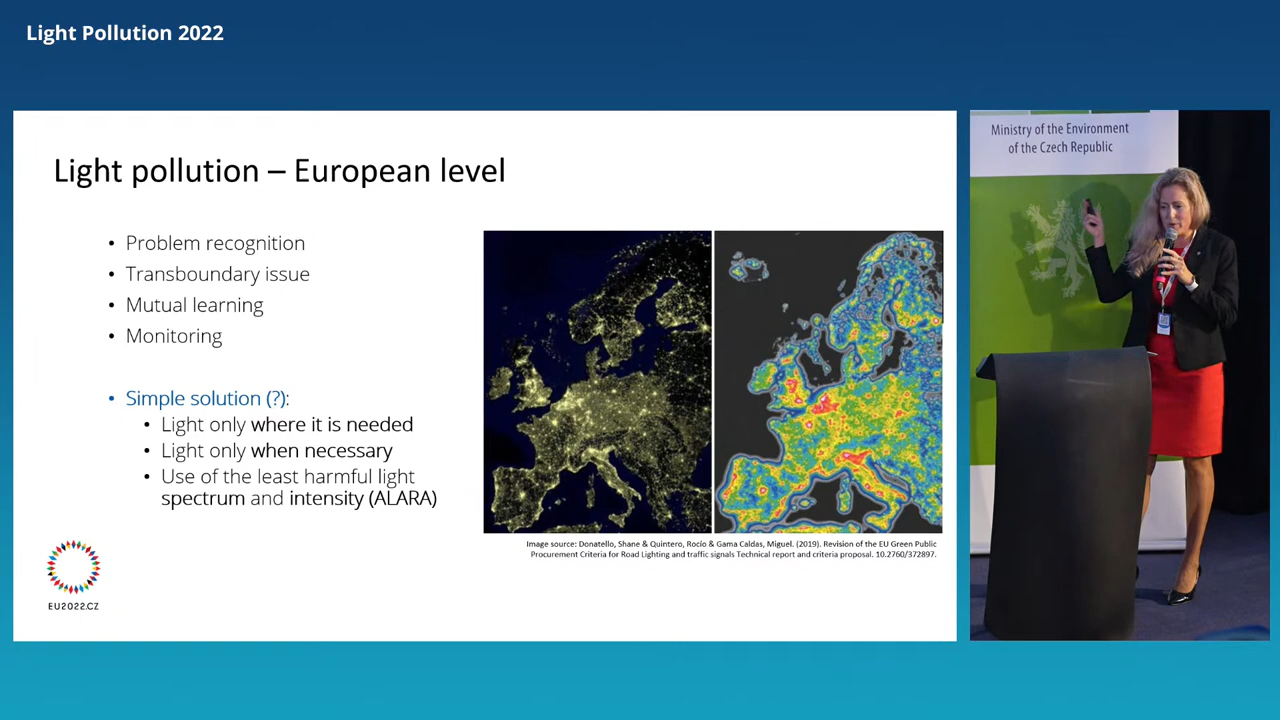 Light Pollution 2022
Light pollution – European level
• Problem recognition
• Transboundary issue
• Mutual learning
• Monitoring
• Simple solution (?):
• Light only where it is needed
• Light only when necessary
• Use of the least harmful light
spectrum and intensity (ALARA)
Image source: Donatello, Shane & Quintero, Rocío & Gama Caldas, Miguel. (2019). Revision of the EU Green Public
Procurement Criteria for Road Lighting and traffic signals Technical report and criteria proposal. 10.2760/372897.
EU2022.CZ
Ministry of the Environment
of the Czech Republic